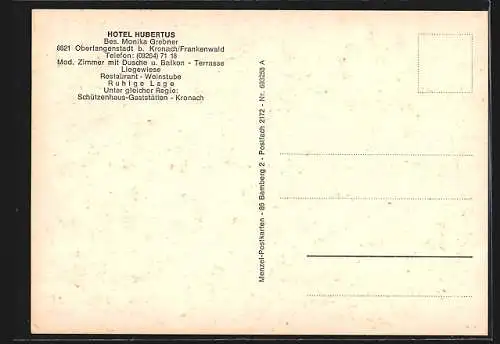 HOTEL HUBERTUS
Bes. Monika Grebner
8621 Oberlangenstadt b. Kronach/Frankenwald
Telefon: (09264) 71 18
Mod. Zimmer mit Dusche u. Balkon - Terrasse
Liegewiese
Restaurant - Weinstube
Ruhige Lage
Unter gleicher Regie:
Schützenhaus-Gaststätten - Kronach
Menzel-Postkarten - 86 Bamberg 2 - Postfach 2172 - Nr. 693255 A